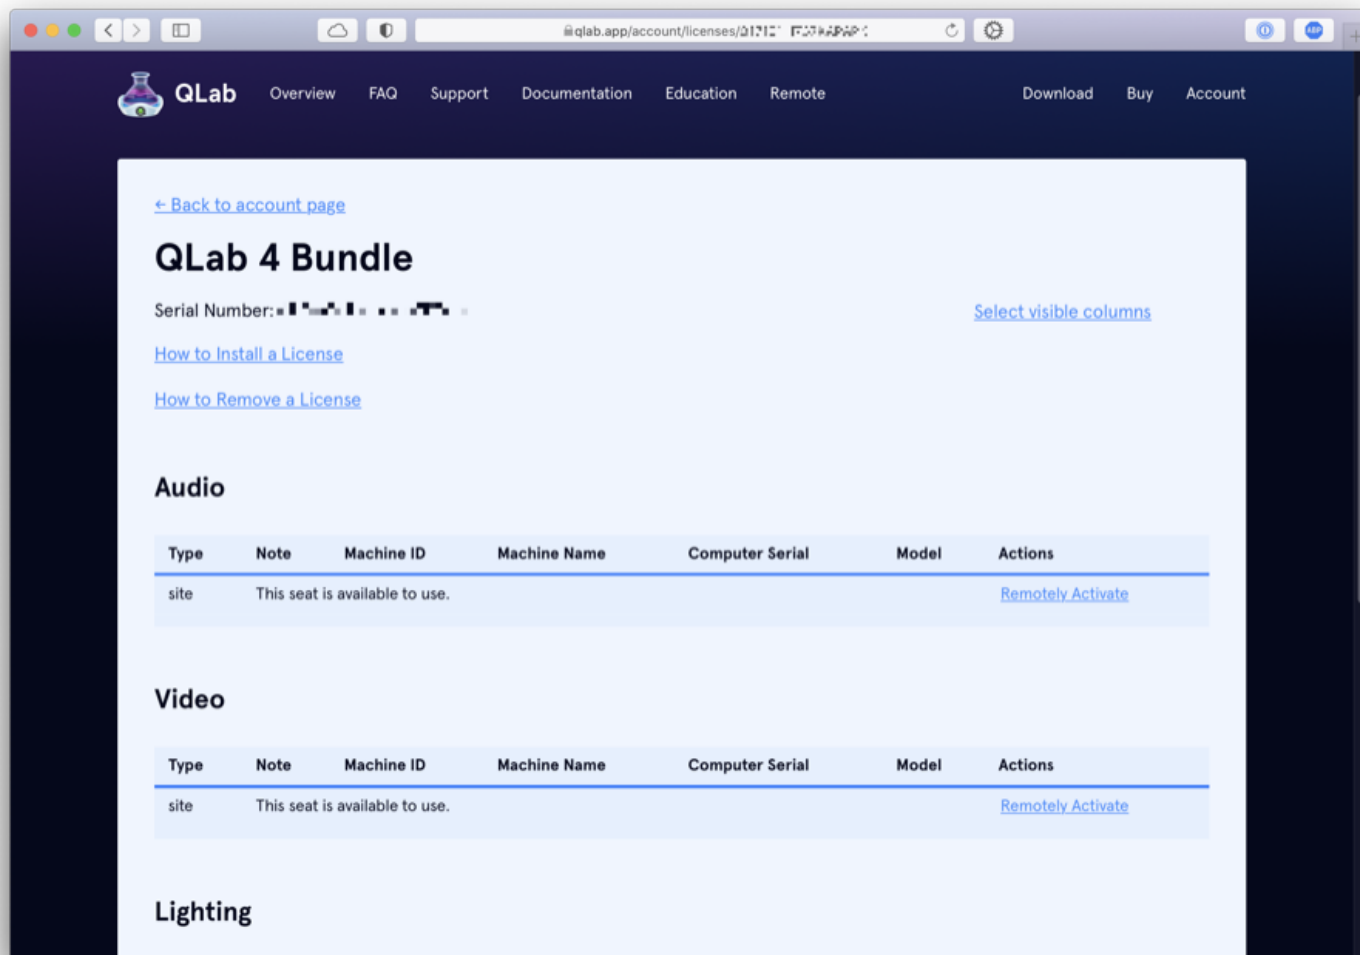 qlab.app/account/licenses/
QLab Overview FAQ Support Documentation Education Remote Download Buy Account
← Back to account page
QLab 4 Bundle
Serial Number:
Select visible columns
How to Install a License
How to Remove a License
Audio
Type Note Machine ID Machine Name Computer Serial Model Actions
site This seat is available to use. Remotely Activate
Video
Type Note Machine ID Machine Name Computer Serial Model Actions
site This seat is available to use. Remotely Activate
Lighting